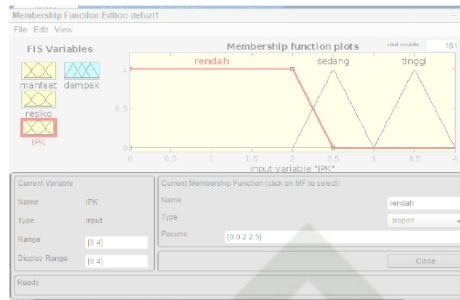 Membership Function Editor: defuzi1
File Edit View
FIS Variables
manfaat dampak
resiko
IPK
Membership function plots
plot points: 181
rendah sedang tinggi
1
0.5
0
0 0.5 1 1.5 2 2.5 3 3.5 4
input variable "IPK"
Current Variable
Name IPK
Type input
Range [0 4]
Display Range [0 4]
Current Membership Function (click on MF to select)
Name rendah
Type trapmf
Params [0 0 2 2.5]
Close
Ready